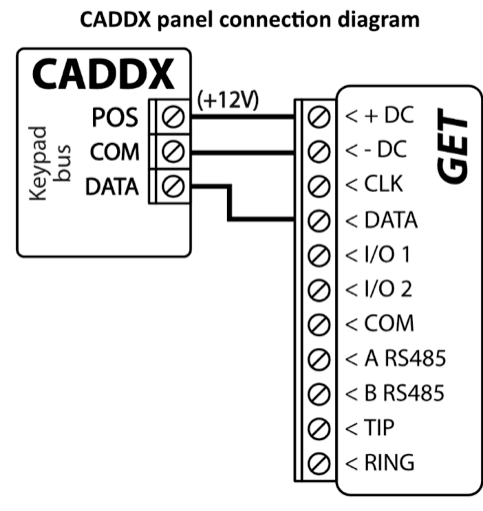 CADDX panel connection diagram
CADDX
(+12V)
POS
COM
DATA
Keypad
bus
GET
< + DC
< - DC
< CLK
< DATA
< I/O 1
< I/O 2
< COM
< A RS485
< B RS485
< TIP
< RING